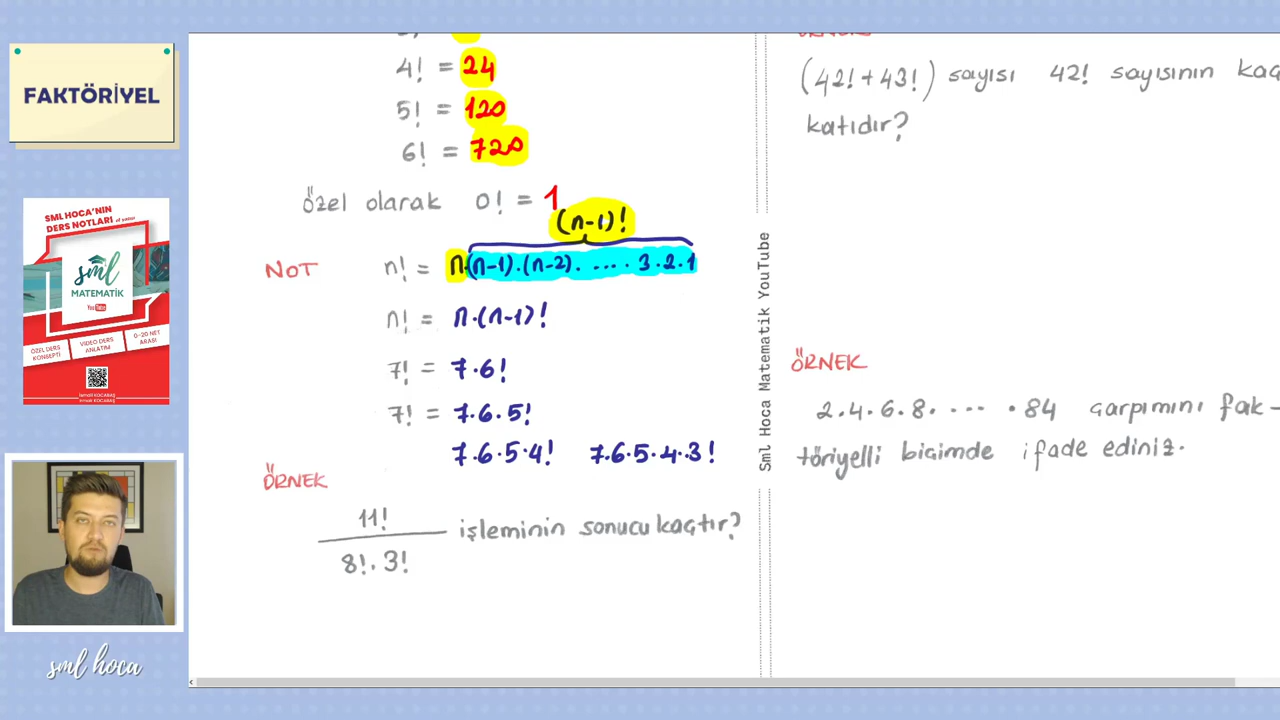 FAKTÖRİYEL
SML HOCA'NIN
DERS NOTLARI
sml
MATEMATİK
YouTube
ÖZEL DERS
KONSEPTİ
VIDEO DERS
ANLATIM
0-20 NET
ARASI
İsmail KOCABAŞ
sml hoca
4! = 24
5! = 120
6! = 720
özel olarak 0! = 1
(n-1)!
NOT n! = n.(n-1).(n-2). .... 3.2.1
n! = n.(n-1)!
7! = 7.6!
7! = 7.6.5!
7.6.5.4! 7.6.5.4.3!
ÖRNEK
11!
8!.3!
işleminin sonucu kaçtır?
Sml Hoca Matematik YouTube
ÖRNEK
(42!+43!) sayısı 42! sayısının kaç
katıdır?
ÖRNEK
2.4.6.8. .... .84 çarpımını fak-
töriyelli biçimde ifade ediniz.